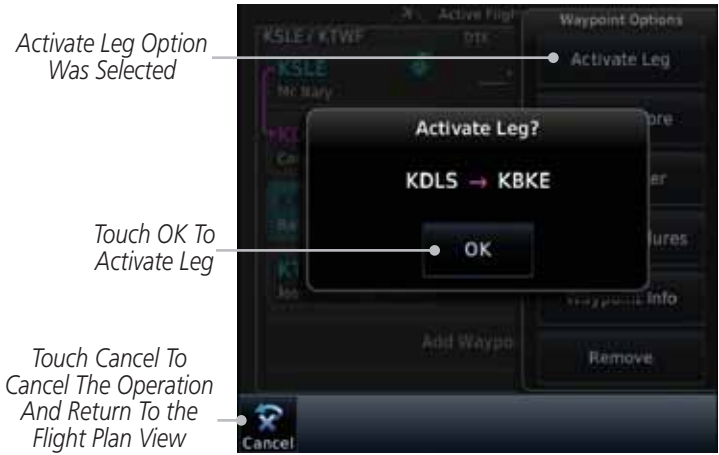 Activate Leg Option
Was Selected
Touch OK To
Activate Leg
Touch Cancel To
Cancel The Operation
And Return To the
Flight Plan View
Active Fligh
KSLE / KTWF
DTK
KSLE
Mc Nary
Waypoint Options
Activate Leg
Activate Leg?
KDLS → KBKE
OK
Waypoint Info
Add Waypo
Remove
Cancel